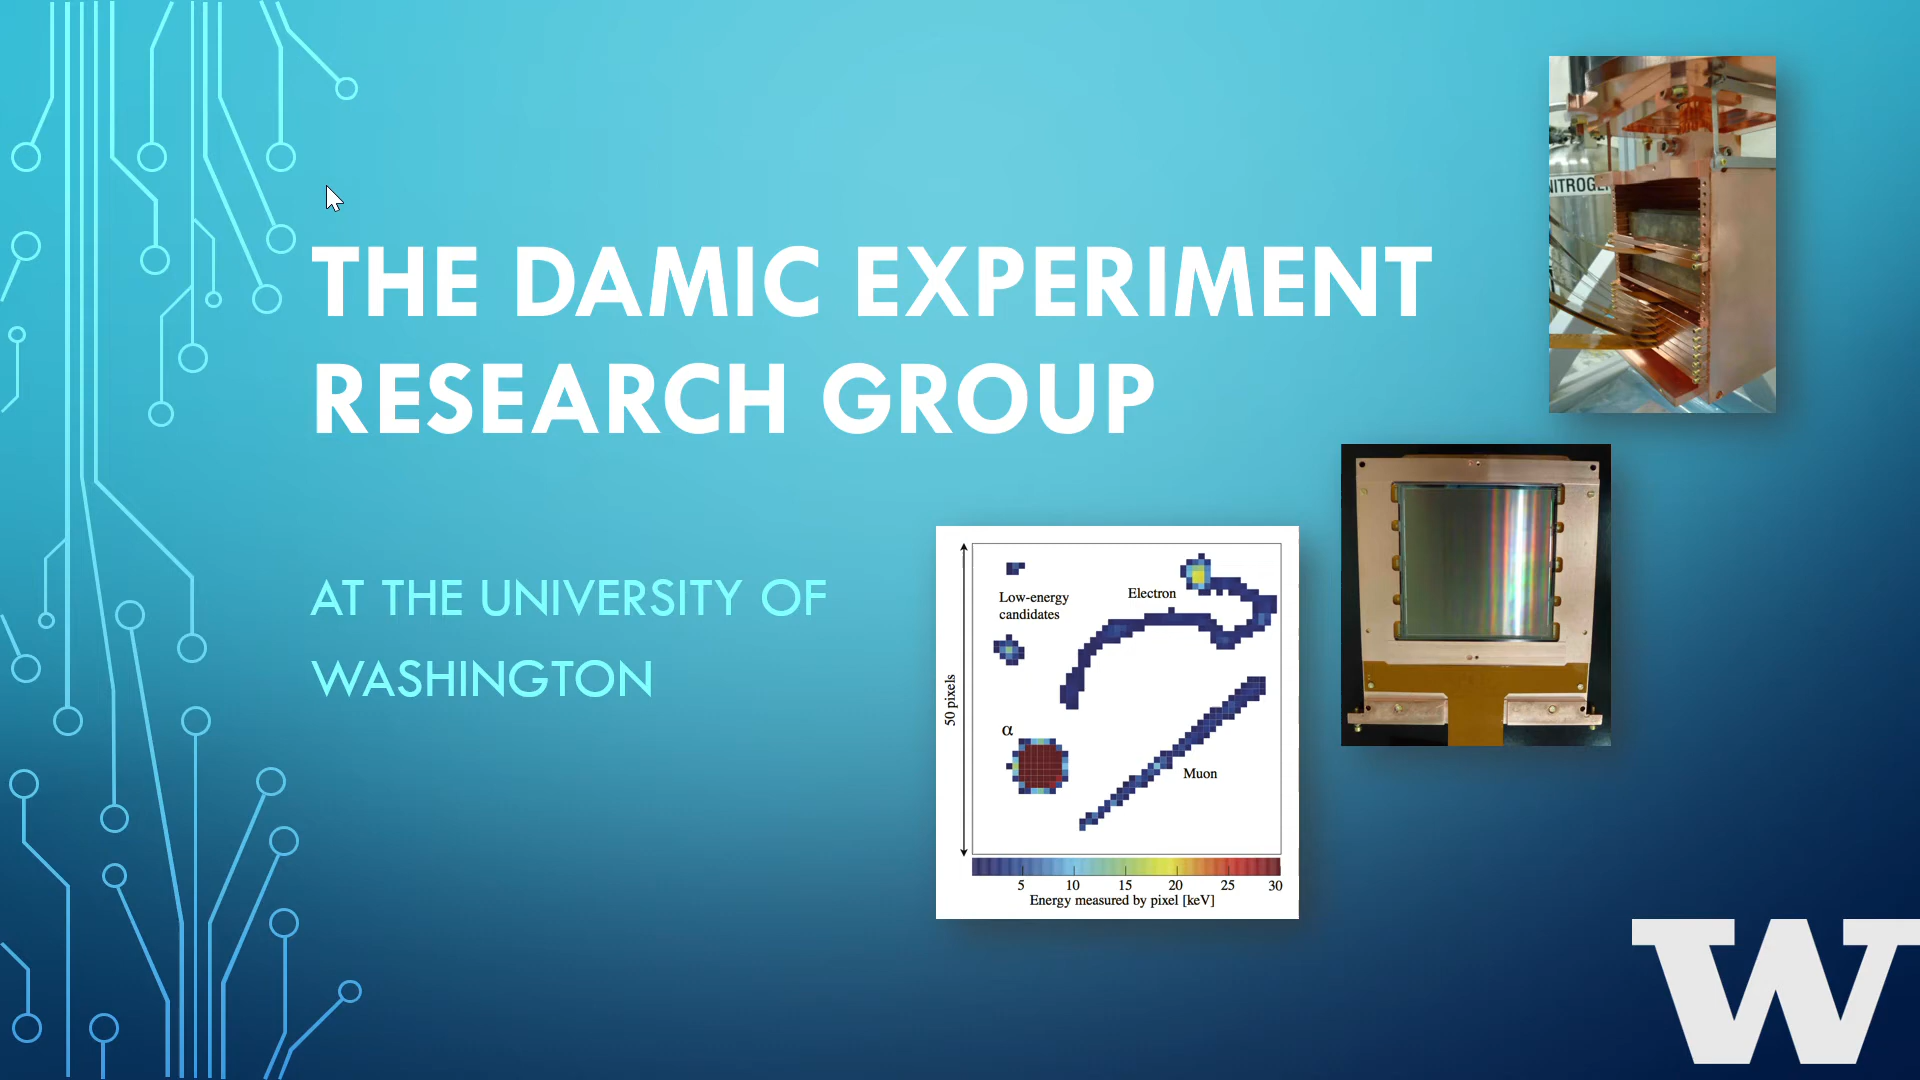 THE DAMIC EXPERIMENT
RESEARCH GROUP
AT THE UNIVERSITY OF
WASHINGTON
NITROGE
Low-energy
candidates
Electron
50 pixels
α
Muon
5 10 15 20 25 30
Energy measured by pixel [keV]
W